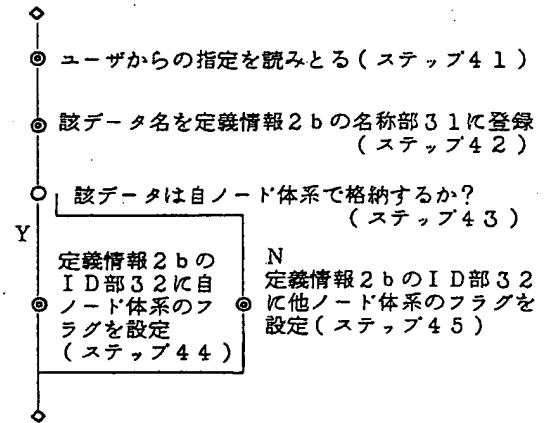 ユーザからの指定を読みとる(ステップ41)
該データ名を定義情報2bの名称部31に登録
(ステップ42)
該データは自ノード体系で格納するか?
(ステップ43)
Y
定義情報2bの
ID部32に自
ノード体系のフ
ラグを設定
(ステップ44)
N
定義情報2bのID部32
に他ノード体系のフラグを
設定(ステップ45)